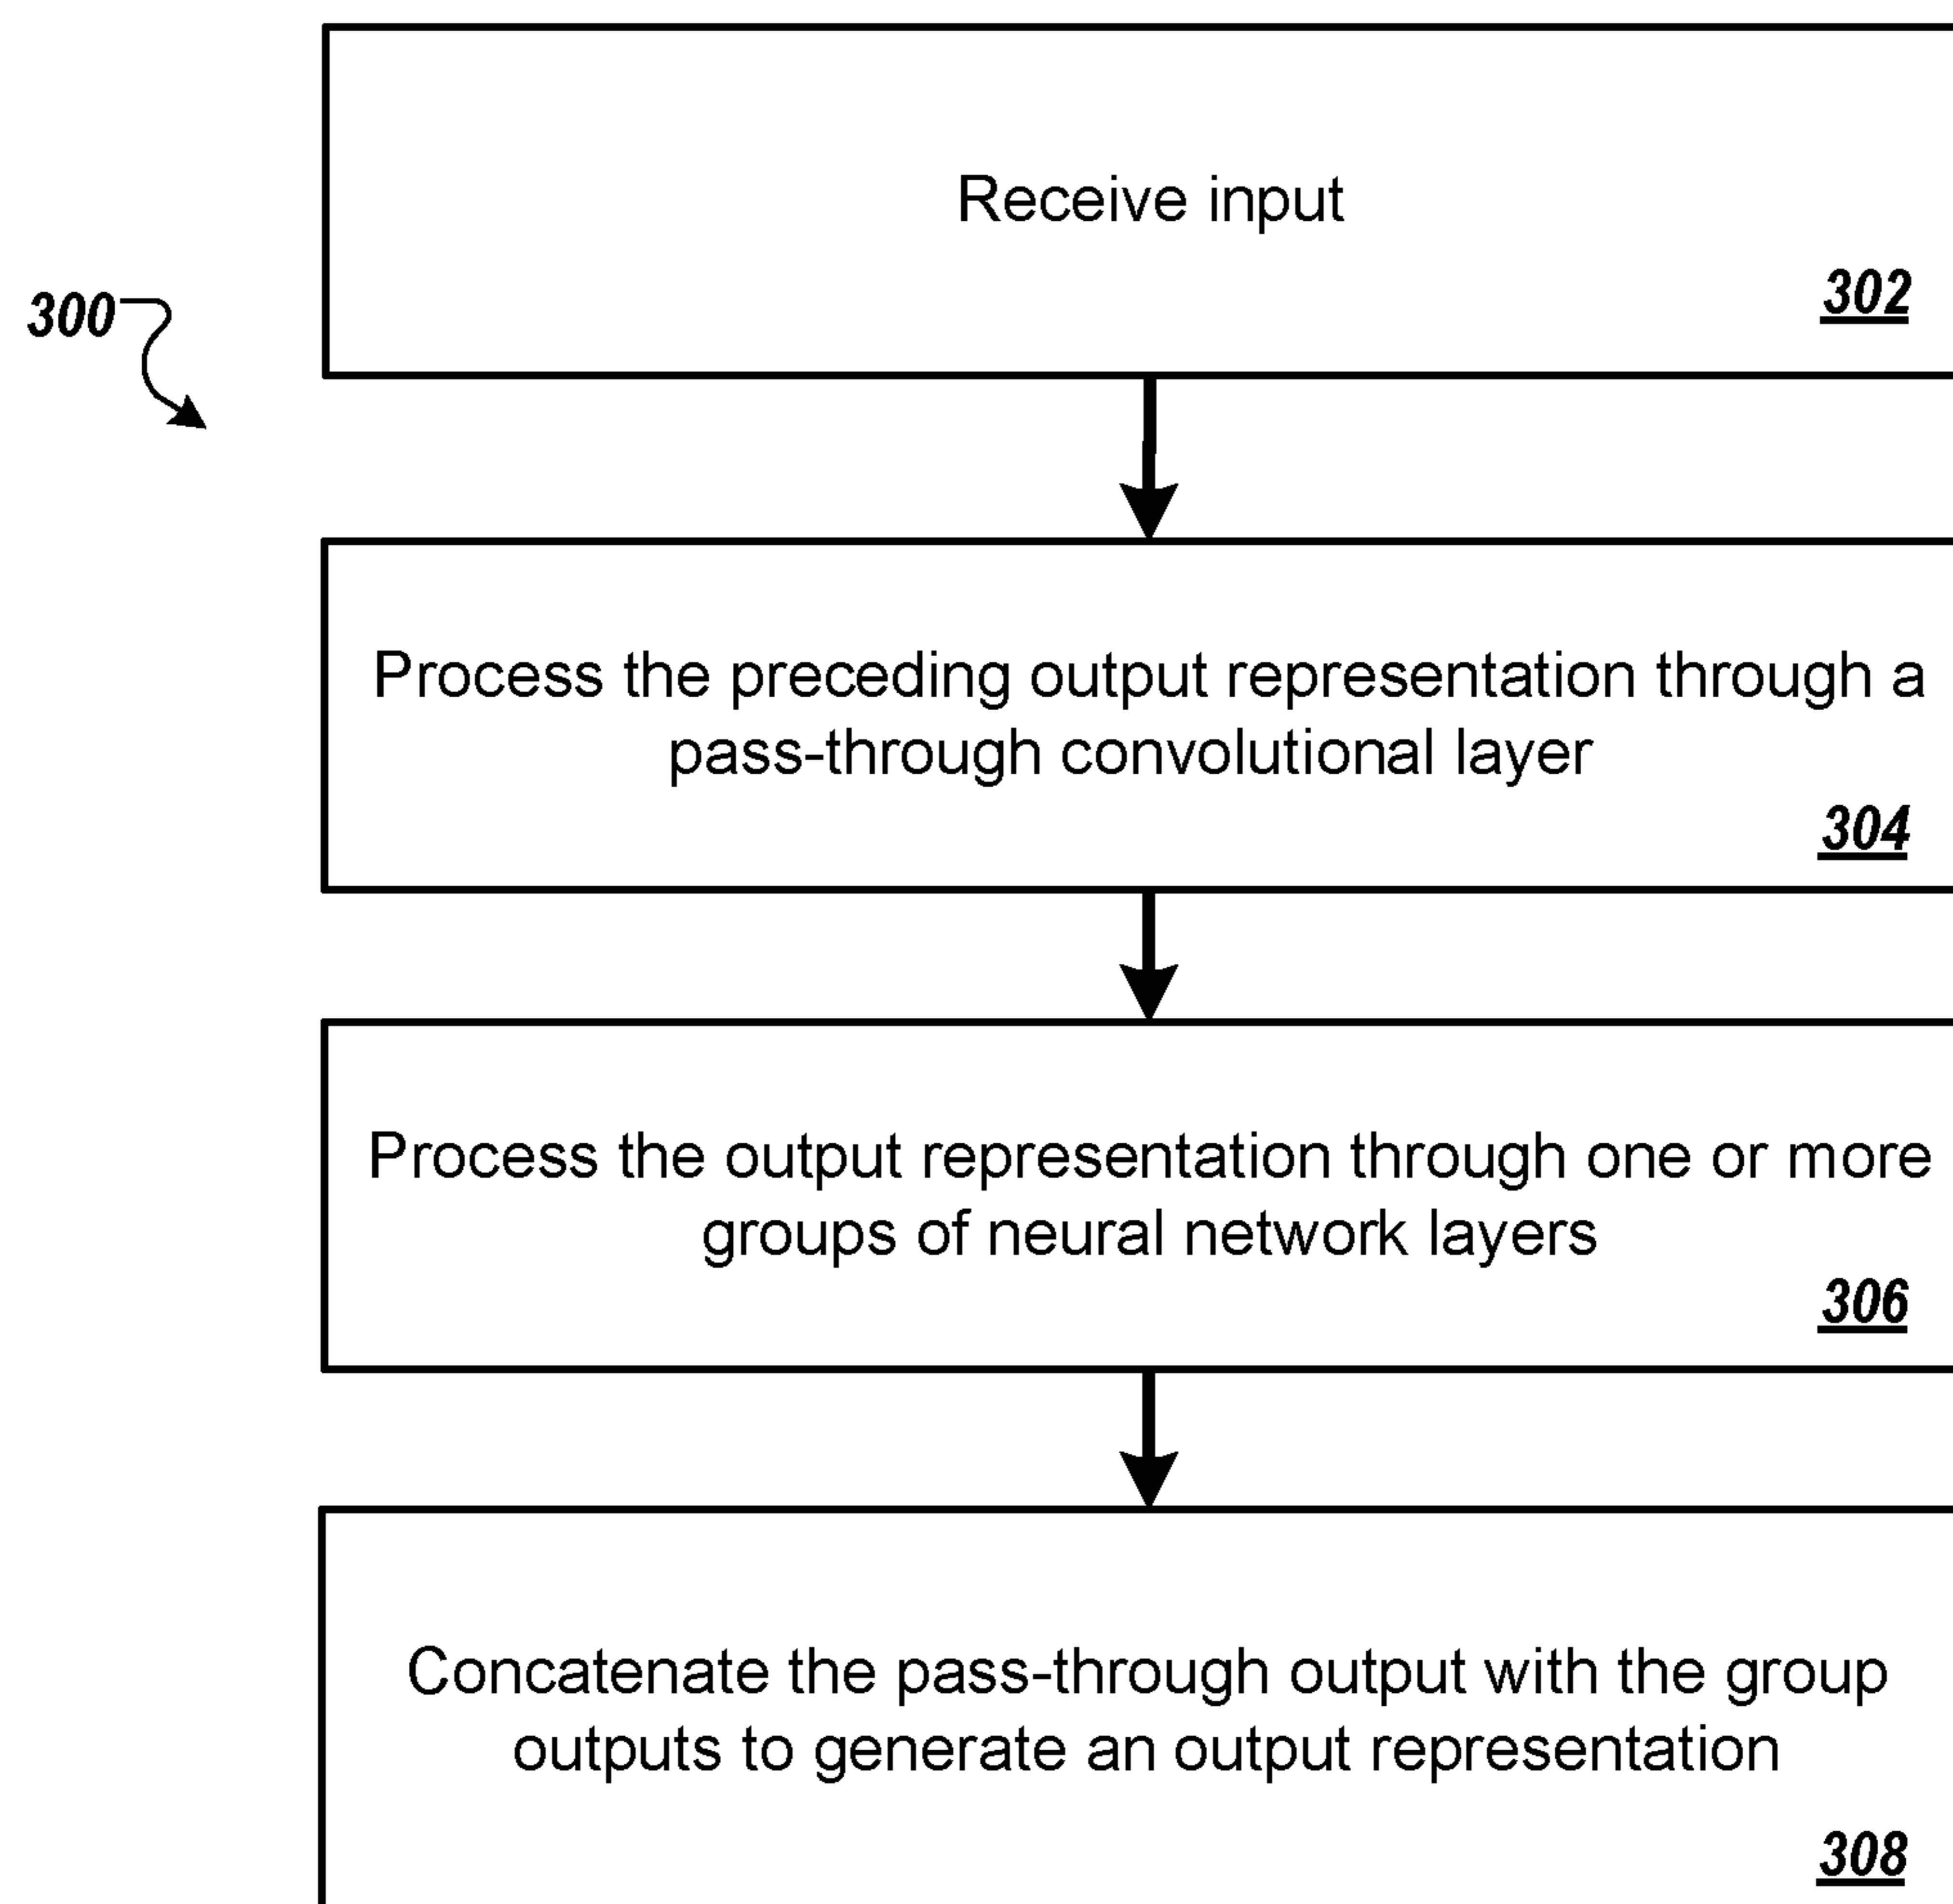 Receive input
302
300
Process the preceding output representation through a
pass-through convolutional layer
304
Process the output representation through one or more
groups of neural network layers
306
Concatenate the pass-through output with the group
outputs to generate an output representation
308